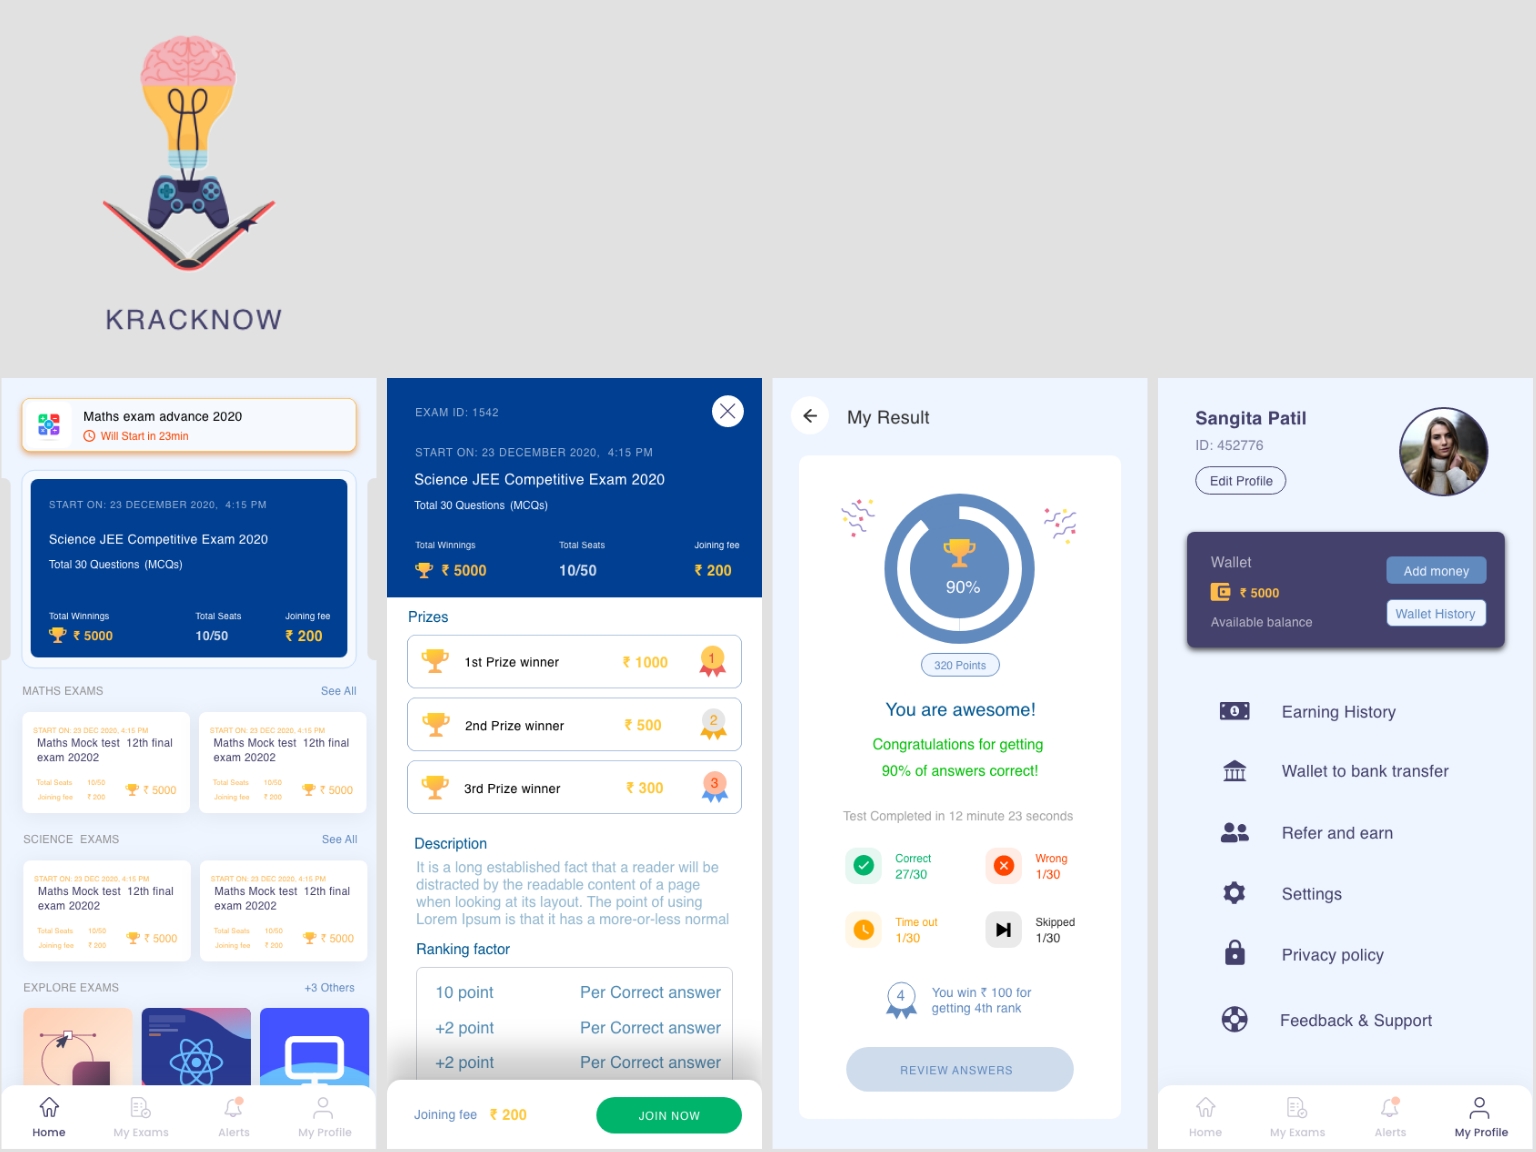 KRACKNOW
Maths exam advance 2020
Will Start in 23min
START ON: 23 DECEMBER 2020, 4:15 PM
Science JEE Competitive Exam 2020
Total 30 Questions (MCQs)
Total Winnings Total Seats Joining fee
₹ 5000 10/50 ₹ 200
MATHS EXAMS See All
START ON: 23 DEC 2020, 4:15 PM START ON: 23 DEC 2020, 4:15 PM
Maths Mock test 12th final Maths Mock test 12th final
exam 20202 exam 20202
Total Seats 10/50 Total Seats 10/50
₹ 5000 ₹ 5000
Joining fee ₹ 200 Joining fee ₹ 200
SCIENCE EXAMS See All
START ON: 23 DEC 2020, 4:15 PM START ON: 23 DEC 2020, 4:15 PM
Maths Mock test 12th final Maths Mock test 12th final
exam 20202 exam 20202
Total Seats 10/50 Total Seats 10/50
₹ 5000 ₹ 5000
Joining fee ₹ 200 Joining fee ₹ 200
EXPLORE EXAMS +3 Others
Home My Exams Alerts My Profile
EXAM ID: 1542
START ON: 23 DECEMBER 2020, 4:15 PM
Science JEE Competitive Exam 2020
Total 30 Questions (MCQs)
Total Winnings Total Seats Joining fee
₹ 5000 10/50 ₹ 200
Prizes
1st Prize winner ₹ 1000 1
2nd Prize winner ₹ 500 2
3rd Prize winner ₹ 300 3
Description
It is a long established fact that a reader will be
distracted by the readable content of a page
when looking at its layout. The point of using
Lorem Ipsum is that it has a more-or-less normal
Ranking factor
10 point Per Correct answer
+2 point Per Correct answer
+2 point Per Correct answer
Joining fee ₹ 200 JOIN NOW
My Result
90%
320 Points
You are awesome!
Congratulations for getting
90% of answers correct!
Test Completed in 12 minute 23 seconds
Correct Wrong
27/30 1/30
Time out Skipped
1/30 1/30
4 You win ₹ 100 for
getting 4th rank
REVIEW ANSWERS
Sangita Patil
ID: 452776
Edit Profile
Wallet Add money
₹ 5000
Wallet History
Available balance
Earning History
Wallet to bank transfer
Refer and earn
Settings
Privacy policy
Feedback & Support
Home My Exams Alerts My Profile